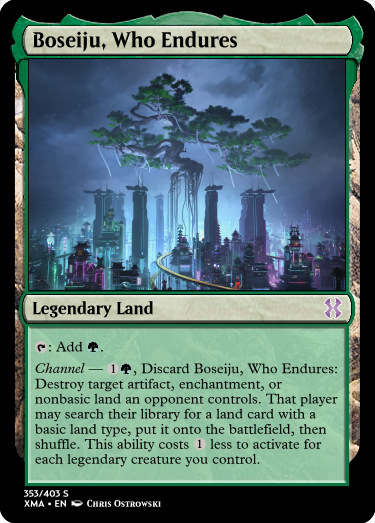 Boseiju, Who Endures
Legendary Land
: Add .
Channel — 1, Discard Boseiju, Who Endures:
Destroy target artifact, enchantment, or
nonbasic land an opponent controls. That player
may search their library for a land card with a
basic land type, put it onto the battlefield, then
shuffle. This ability costs 1 less to activate for
each legendary creature you control.
353/403 S
XMA • EN Chris Ostrowski